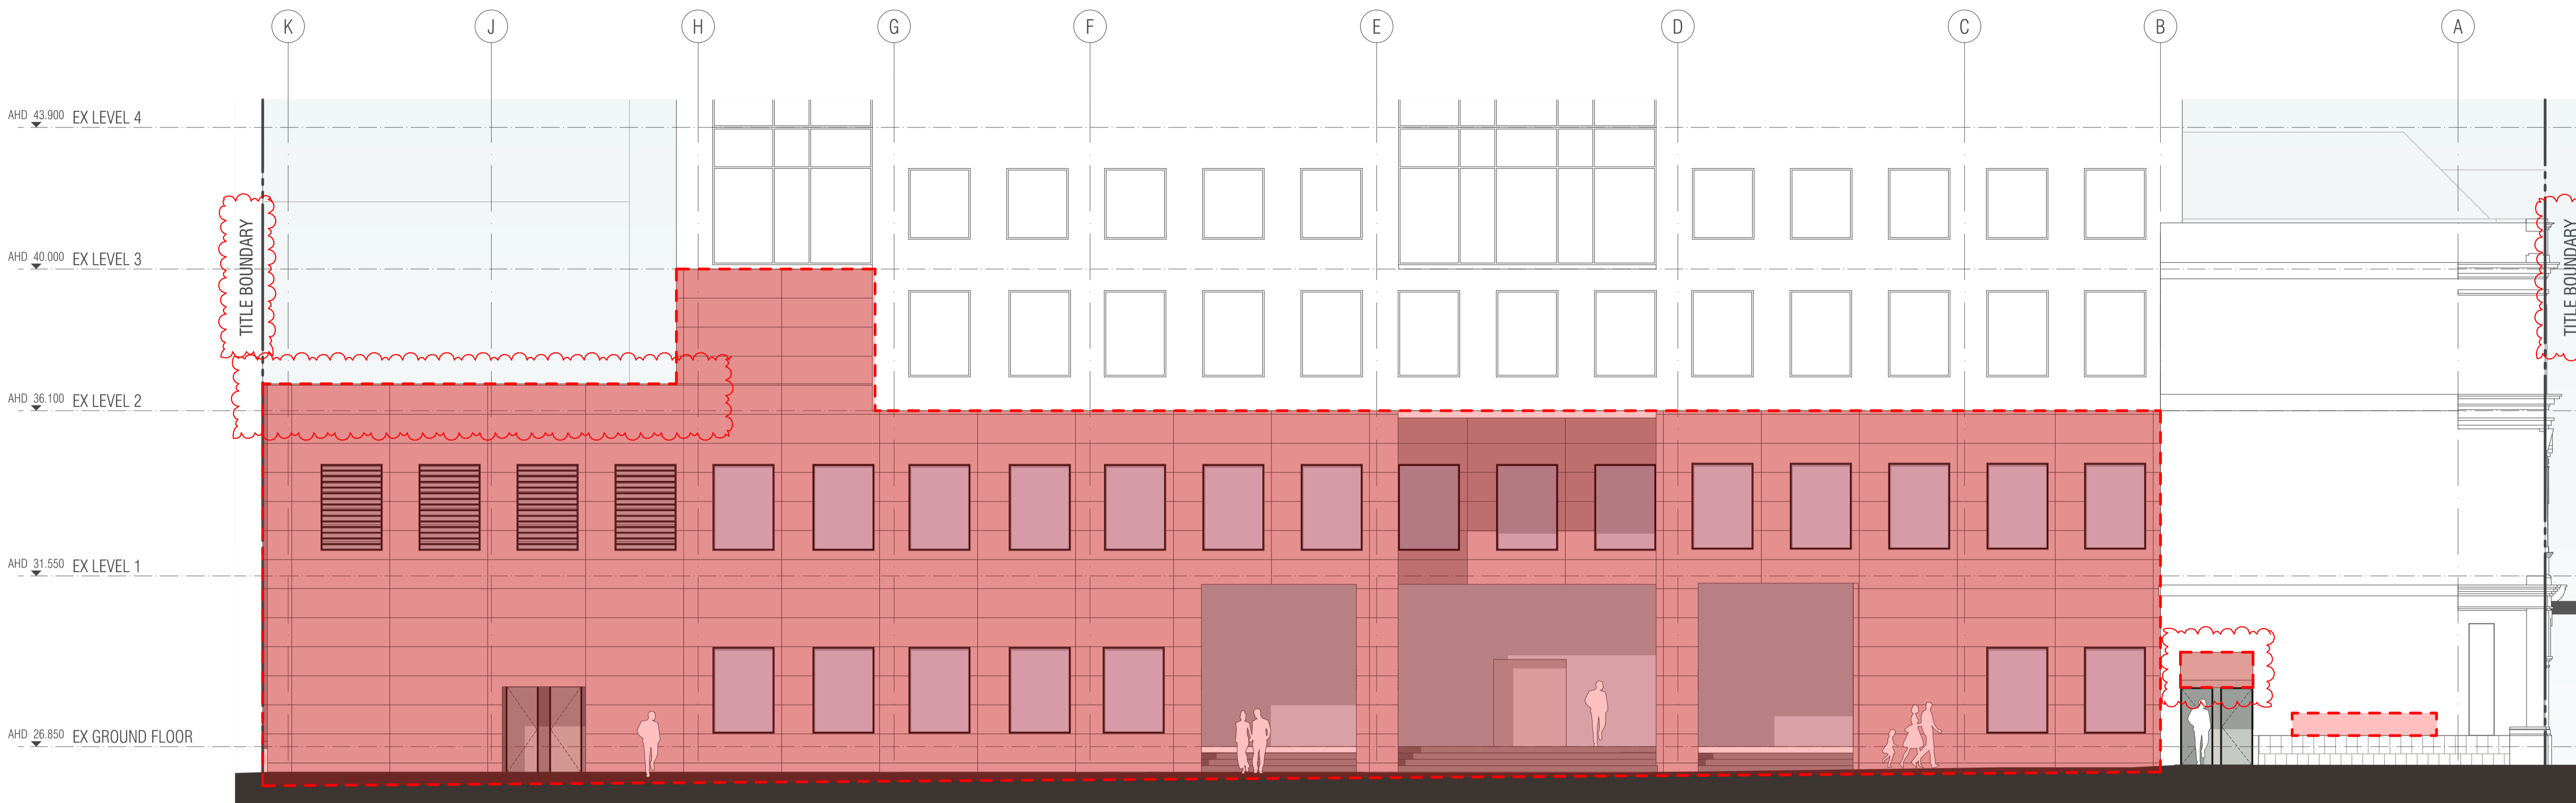 K J H G F E D C B A
AHD 43.900 EX LEVEL 4
TITLE BOUNDARY
TITLE BOUNDARY
AHD 40.000 EX LEVEL 3
AHD 36.100 EX LEVEL 2
AHD 31.550 EX LEVEL 1
AHD 26.850 EX GROUND FLOOR